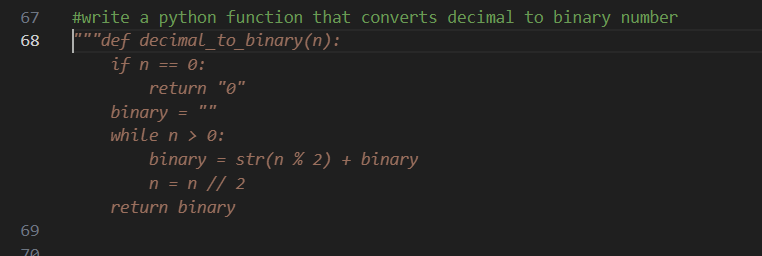 67 #write a python function that converts decimal to binary number
68 """def decimal_to_binary(n):
    if n == 0:
        return "0"
    binary = ""
    while n > 0:
        binary = str(n % 2) + binary
        n = n // 2
    return binary
69
70